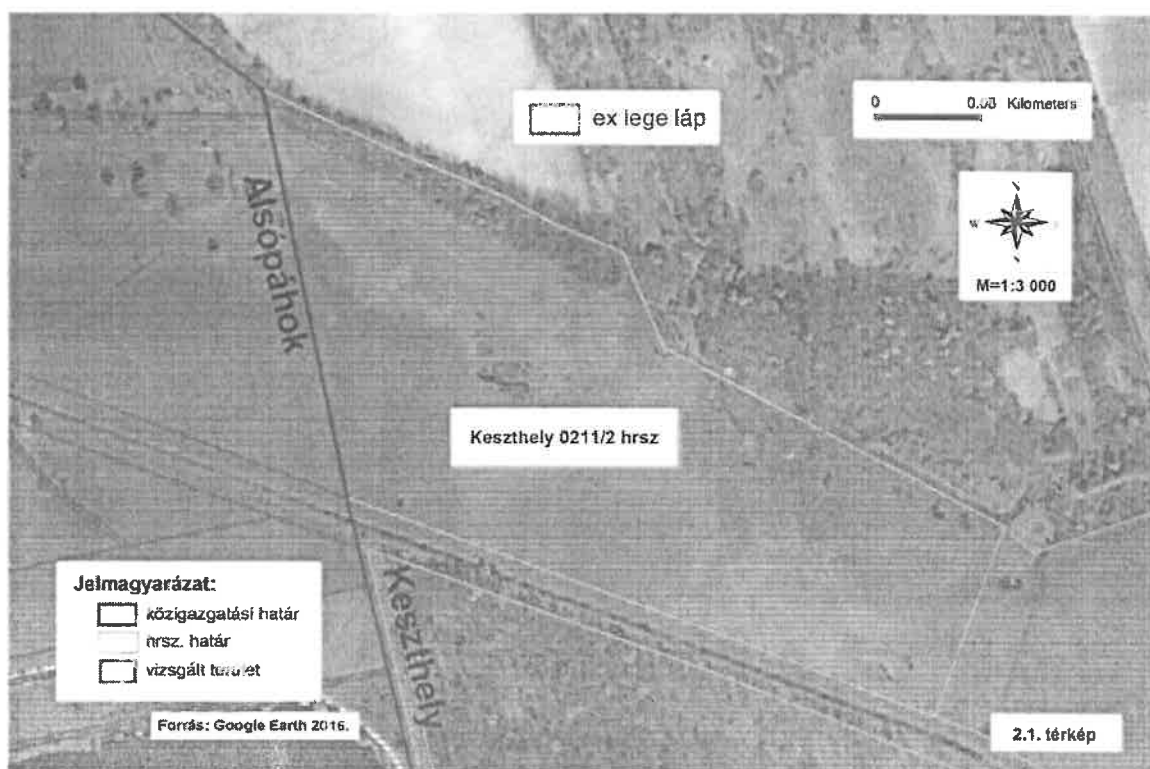 ex lege láp
0 0.08 Kilometers
W
M=1:3 000
Alsópáhok
Keszthely 0211/2 hrsz
Keszthely
Jelmagyarázat:
közigazgatási határ
hrsz. határ
vizsgált terület
Forrás: Google Earth 2016.
2.1. térkép